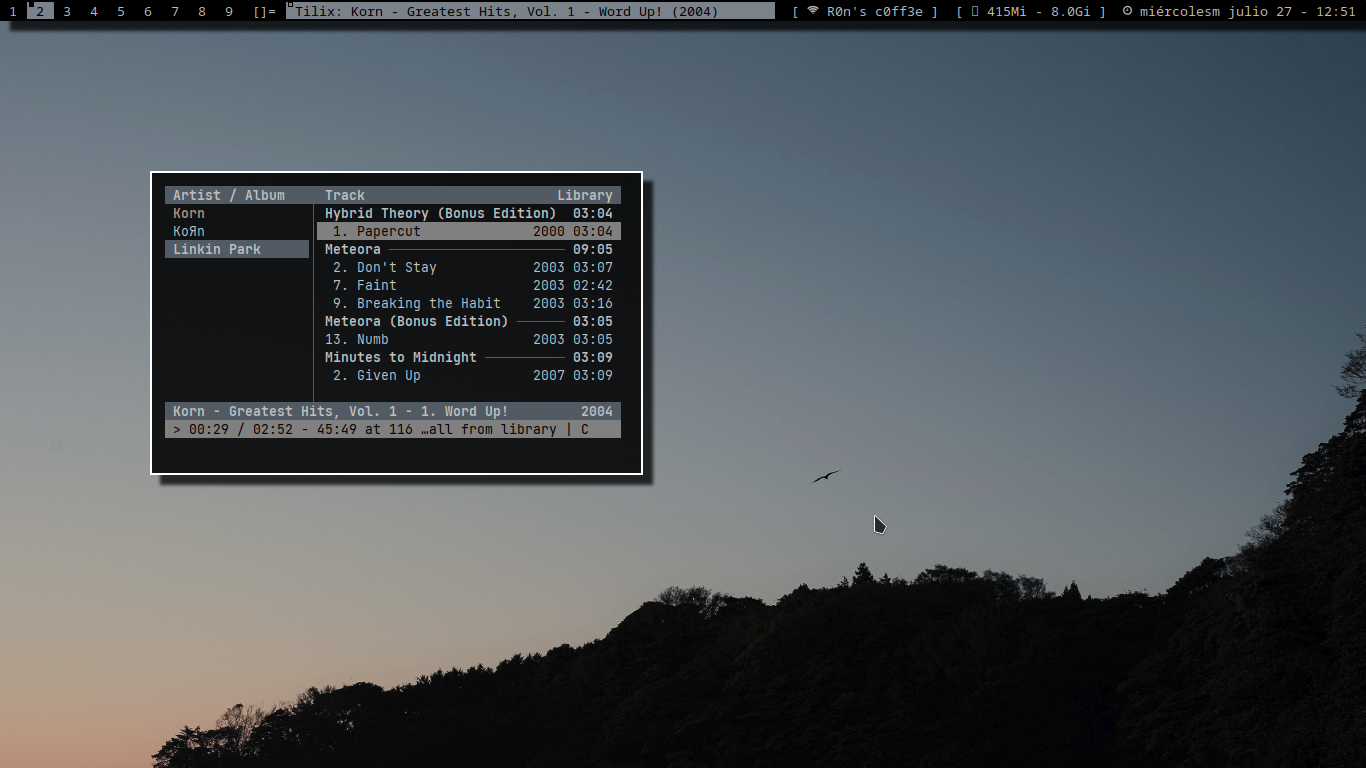 1 2 3 4 5 6 7 8 9 []= Tilix: Korn - Greatest Hits, Vol. 1 - Word Up! (2004) [ R0n's c0ff3e ] [ 415Mi - 8.0Gi ] miércolesm julio 27 - 12:51
Artist / Album Track Library
Korn Hybrid Theory (Bonus Edition) 03:04
KoЯn 1. Papercut 2000 03:04
Linkin Park Meteora 09:05
2. Don't Stay 2003 03:07
7. Faint 2003 02:42
9. Breaking the Habit 2003 03:16
Meteora (Bonus Edition) 03:05
13. Numb 2003 03:05
Minutes to Midnight 03:09
2. Given Up 2007 03:09
Korn - Greatest Hits, Vol. 1 - 1. Word Up! 2004
> 00:29 / 02:52 - 45:49 at 116 …all from library | C